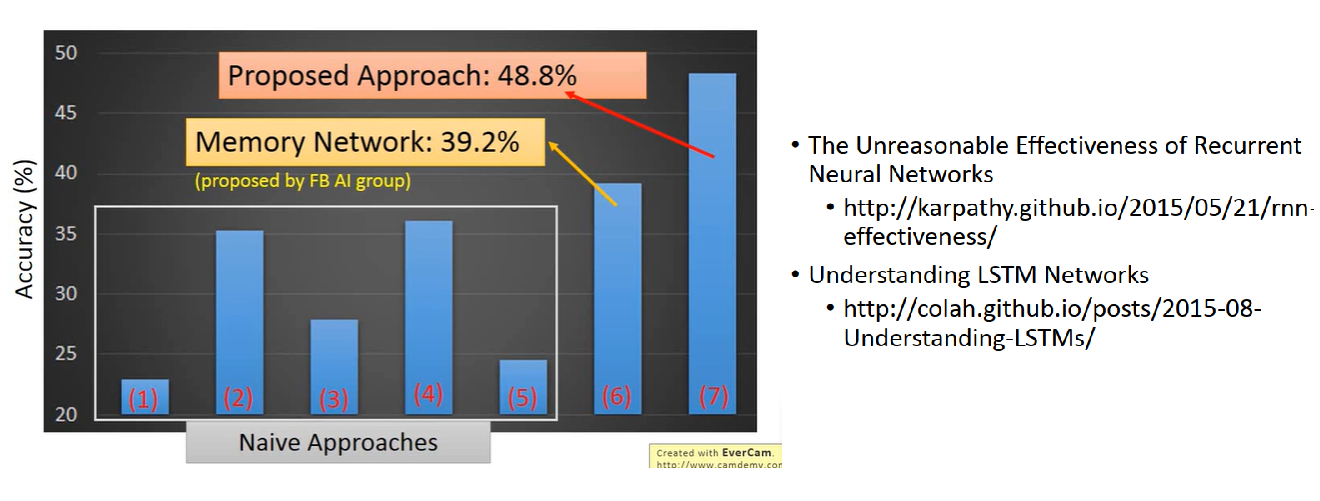 50
45
40
35
30
25
20
Accuracy (%)
Proposed Approach: 48.8%
Memory Network: 39.2%
(proposed by FB AI group)
(1)
(2)
(3)
(4)
(5)
(6)
(7)
Naive Approaches
Created with EverCam.
http://www.camdemy.com
• The Unreasonable Effectiveness of Recurrent
Neural Networks
• http://karpathy.github.io/2015/05/21/rnn-
effectiveness/
• Understanding LSTM Networks
• http://colah.github.io/posts/2015-08-
Understanding-LSTMs/